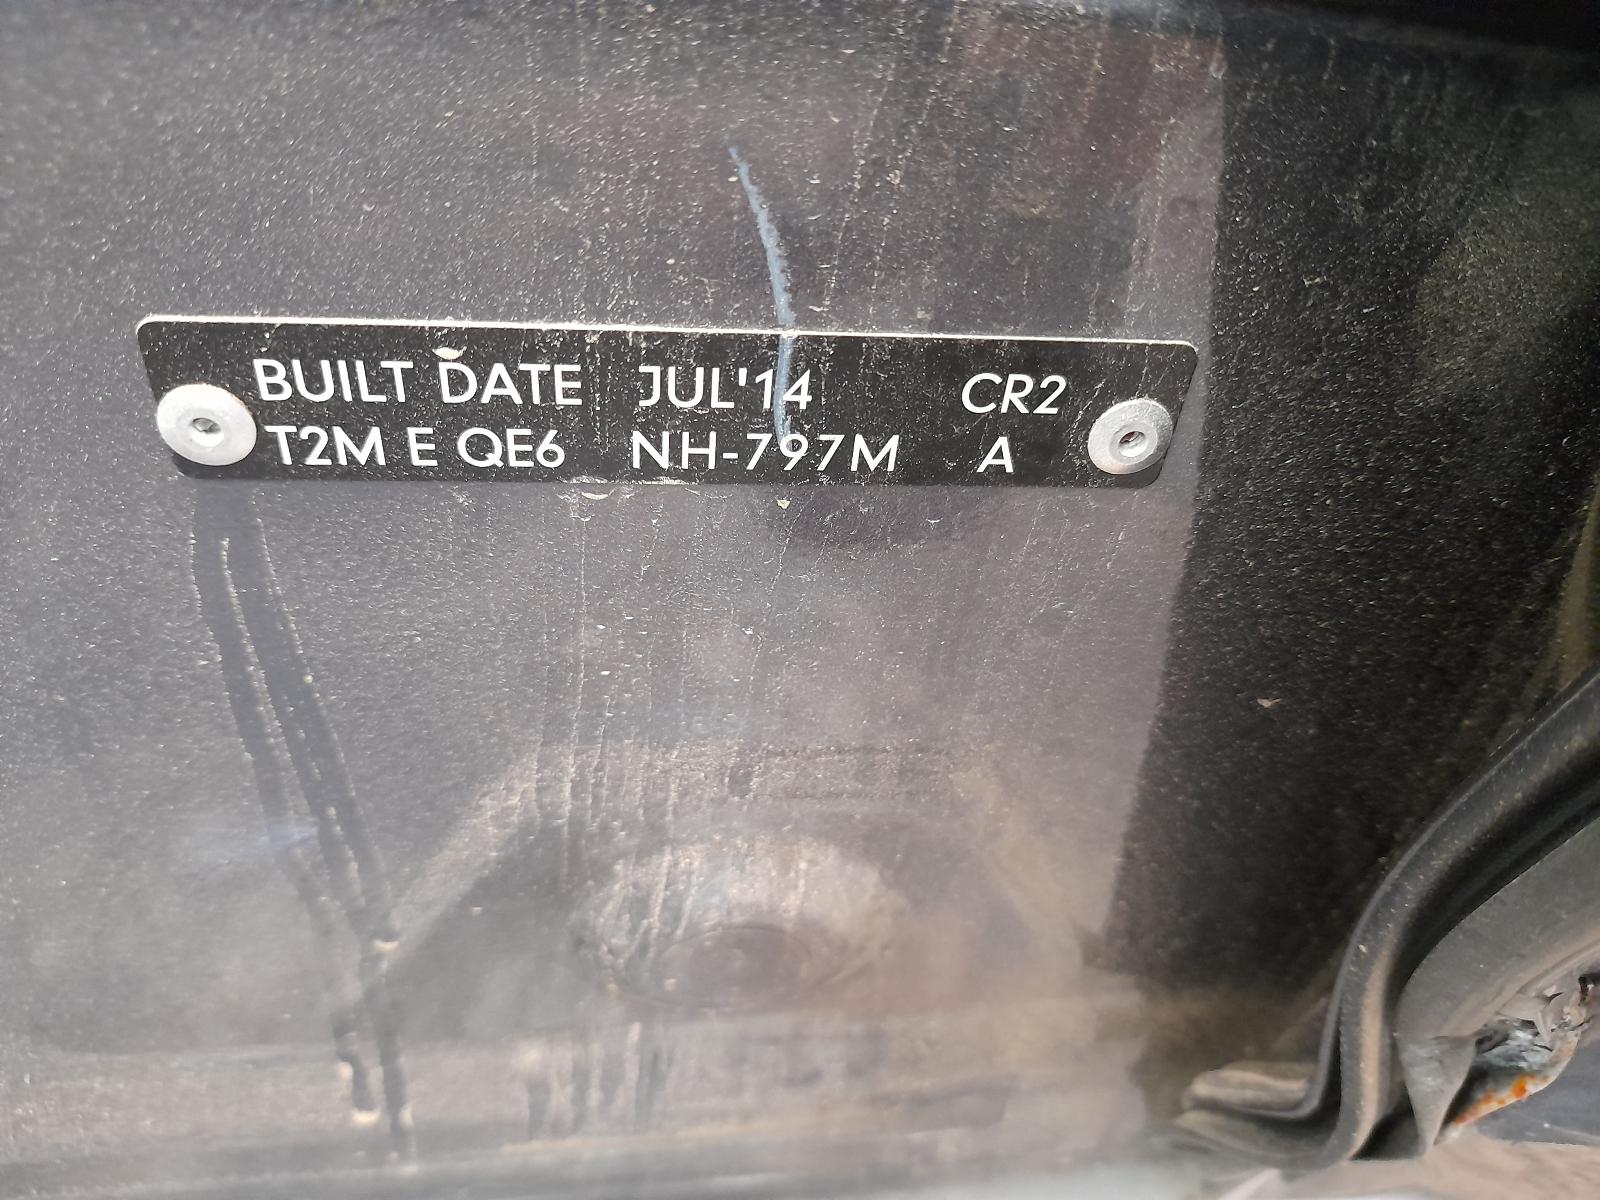 BUILT DATE JUL'14 CR2
T2M E QE6 NH-797M A